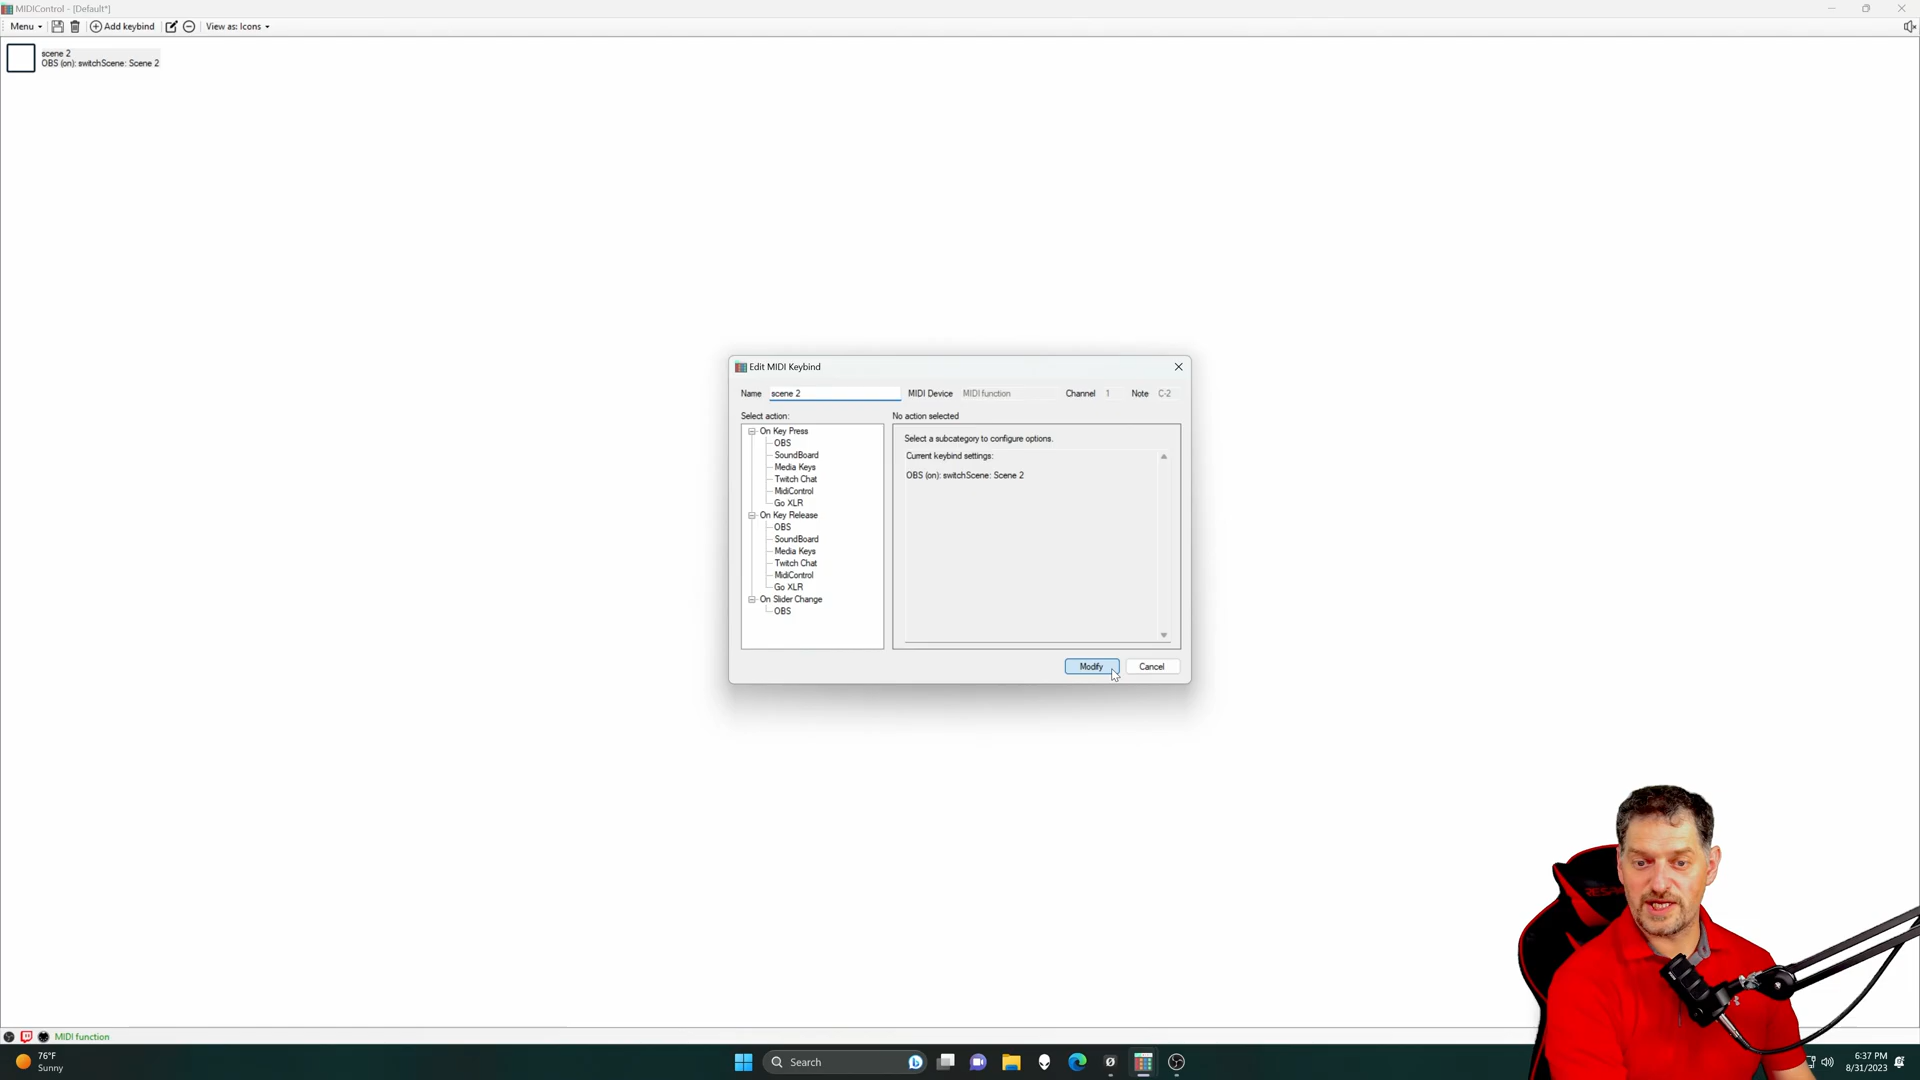 MIDIControl - [Default*]
Menu
Add keybind
View as: Icons
scene 2
OBS (on): switchScene: Scene 2
Edit MIDI Keybind
Name scene 2 MIDI Device MIDI function Channel 1 Note C-2
Select action:
No action selected
On Key Press
OBS
SoundBoard
Media Keys
Twitch Chat
MidiControl
Go XLR
On Key Release
OBS
SoundBoard
Media Keys
Twitch Chat
MidiControl
Go XLR
On Slider Change
OBS
Select a subcategory to configure options.
Current keybind settings:
OBS (on): switchScene: Scene 2
Modify
Cancel
MIDI function
76°F
Sunny
Search
6:37 PM
8/31/2023